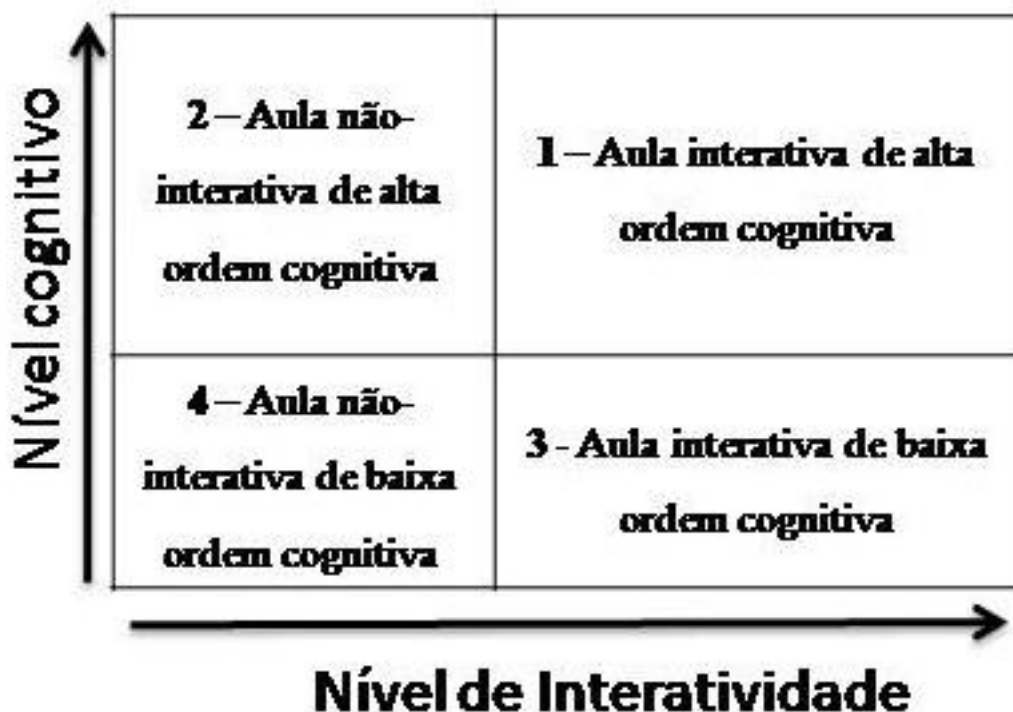 Nível cognitivo
2 – Aula não-
interativa de alta
ordem cognitiva
1 – Aula interativa de alta
ordem cognitiva
4 – Aula não-
interativa de baixa
ordem cognitiva
3 - Aula interativa de baixa
ordem cognitiva
Nível de Interatividade